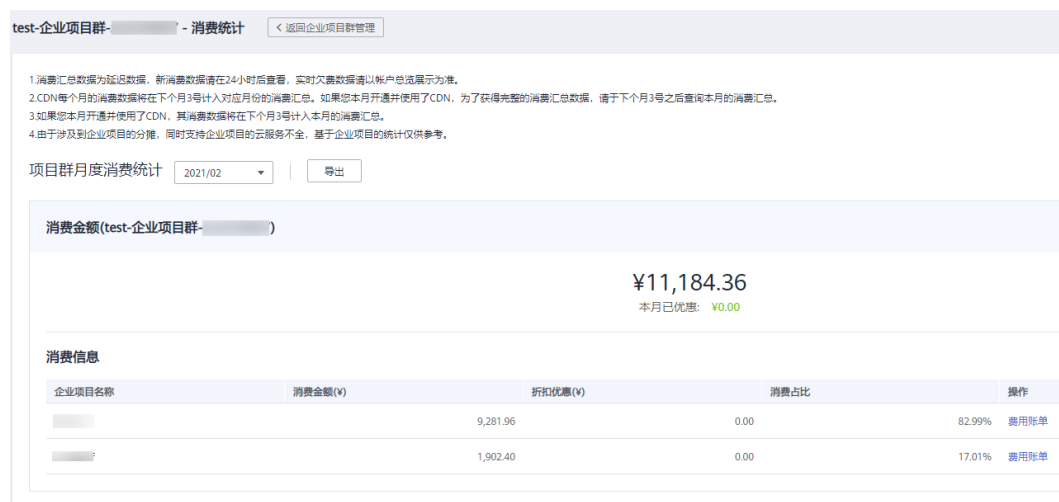 test-企业项目群- - 消费统计 < 返回企业项目群管理
1.消费汇总数据为延迟数据，新消费数据请在24小时后查看，实时欠费数据请以帐户总览展示为准。
2.CDN每个月的消费数据将在下个月3号计入对应月份的消费汇总。如果您本月开通并使用了CDN，为了获得完整的消费汇总数据，请于下个月3号之后查询本月的消费汇总。
3.如果您本月开通并使用了CDN，其消费数据将在下个月3号计入本月的消费汇总。
4.由于涉及到企业项目的分摊，同时支持企业项目的云服务不全，基于企业项目的统计仅供参考。
项目群月度消费统计 2021/02 导出
消费金额(test-企业项目群- )
¥11,184.36
本月已优惠: ¥0.00
消费信息
企业项目名称 消费金额(¥) 折扣优惠(¥) 消费占比 操作
9,281.96 0.00 82.99% 费用账单
1,902.40 0.00 17.01% 费用账单